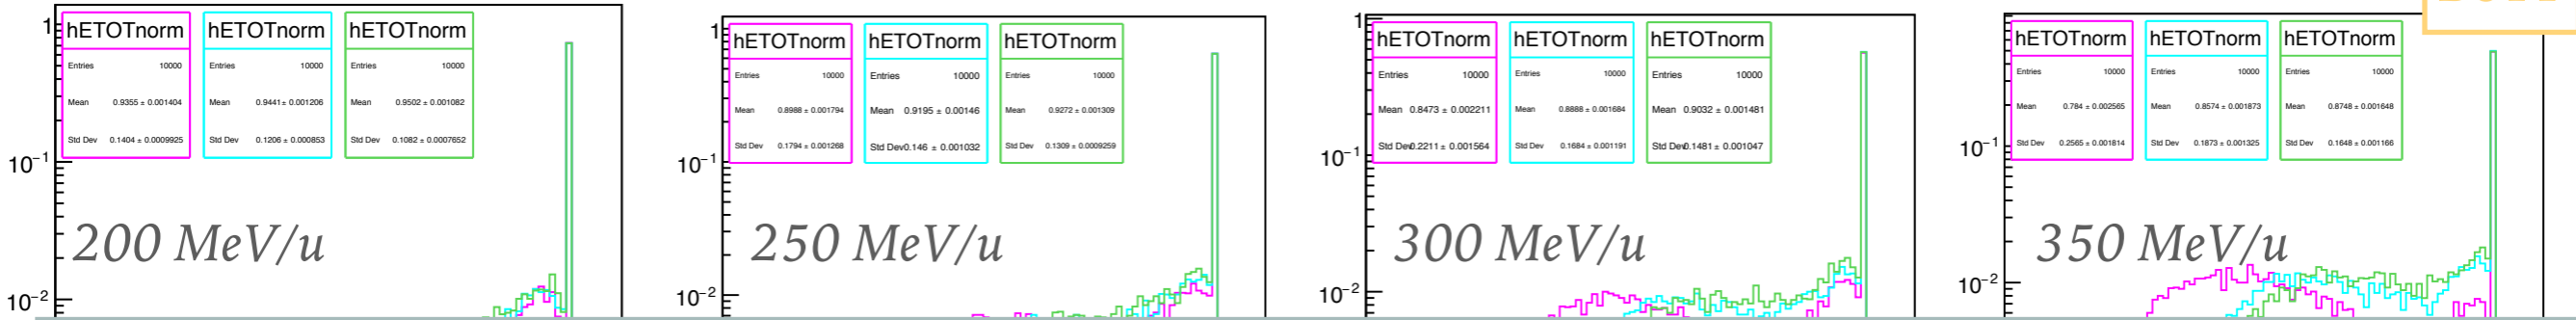 hETOTnorm hETOTnorm hETOTnorm
Entries 10000 Entries 10000 Entries 10000
Mean 0.9355 ± 0.001404 Mean 0.9441 ± 0.001206 Mean 0.9502 ± 0.001082
Std Dev 0.1404 ± 0.0009925 Std Dev 0.1206 ± 0.000853 Std Dev 0.1082 ± 0.0007652
1
10−1
10−2
200 MeV/u
hETOTnorm hETOTnorm hETOTnorm
Entries 10000 Entries 10000 Entries 10000
Mean 0.8988 ± 0.001794 Mean 0.9195 ± 0.00146 Mean 0.9272 ± 0.001309
Std Dev 0.1794 ± 0.001268 Std Dev 0.146 ± 0.001032 Std Dev 0.1309 ± 0.0009259
1
10−1
10−2
250 MeV/u
hETOTnorm hETOTnorm hETOTnorm
Entries 10000 Entries 10000 Entries 10000
Mean 0.8473 ± 0.002211 Mean 0.8888 ± 0.001684 Mean 0.9032 ± 0.001481
Std Dev 0.2211 ± 0.001564 Std Dev 0.1684 ± 0.001191 Std Dev 0.1481 ± 0.001047
1
10−1
10−2
300 MeV/u
hETOTnorm hETOTnorm hETOTnorm
Entries 10000 Entries 10000 Entries 10000
Mean 0.784 ± 0.002565 Mean 0.8574 ± 0.001873 Mean 0.8748 ± 0.001648
Std Dev 0.2565 ± 0.001814 Std Dev 0.1873 ± 0.001325 Std Dev 0.1648 ± 0.001166
10−1
10−2
350 MeV/u